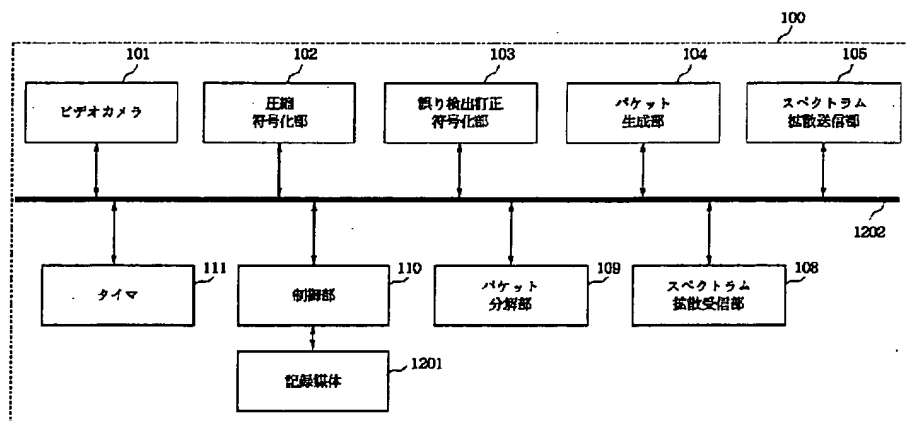 100
101
102
103
104
105
ビデオカメラ
圧縮
符号化部
誤り検出訂正
符号化部
パケット
生成部
スペクトラム
拡散送信部
1202
111
110
109
108
タイマ
制御部
パケット
分解部
スペクトラム
拡散受信部
1201
記録媒体